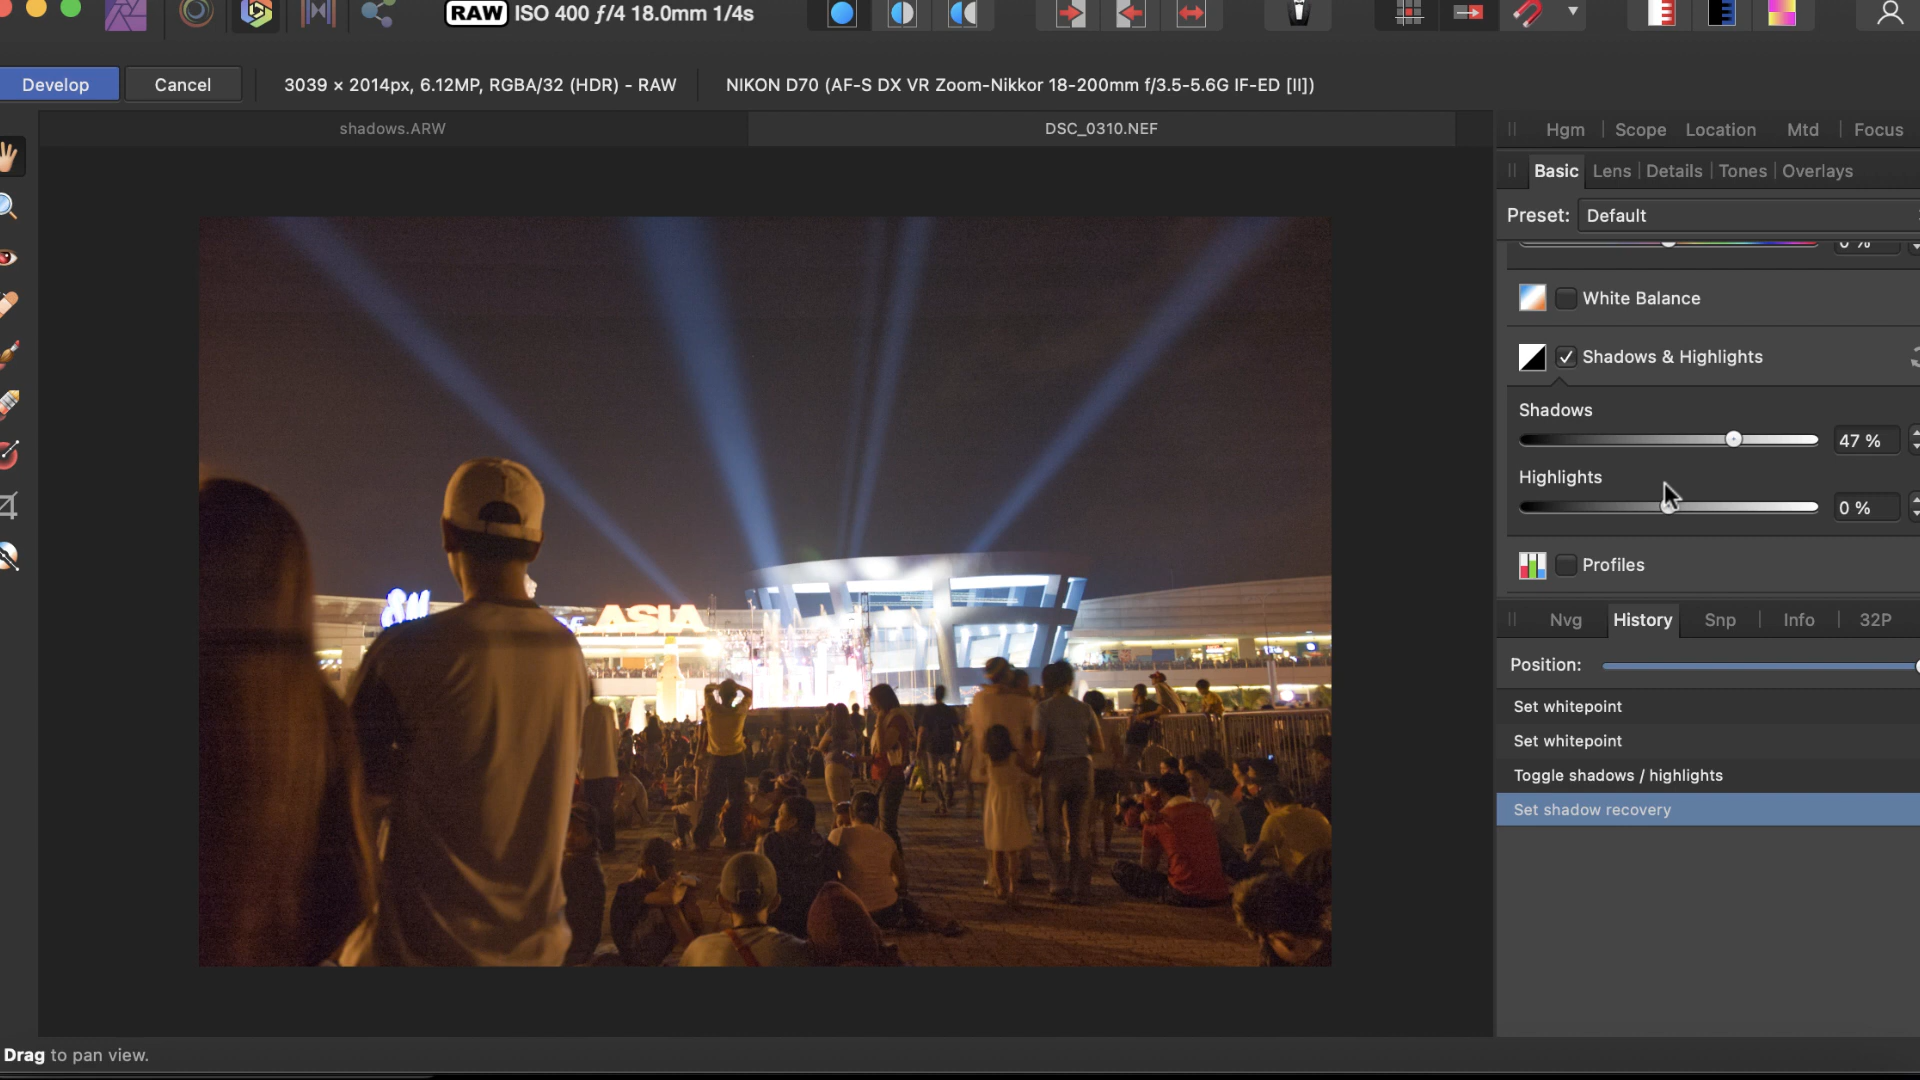 RAW ISO 400 ƒ/4 18.0mm 1/4s
Develop
Cancel
3039 × 2014px, 6.12MP, RGBA/32 (HDR) - RAW
NIKON D70 (AF-S DX VR Zoom-Nikkor 18-200mm f/3.5-5.6G IF-ED [II])
shadows.ARW
DSC_0310.NEF
Hgm
Scope
Location
Mtd
Focus
Basic
Lens
Details
Tones
Overlays
Preset:
Default
0 %
White Balance
Shadows & Highlights
Shadows
47 %
Highlights
0 %
Profiles
ASIA
Nvg
History
Snp
Info
32P
Position:
Set whitepoint
Set whitepoint
Toggle shadows / highlights
Set shadow recovery
Drag to pan view.